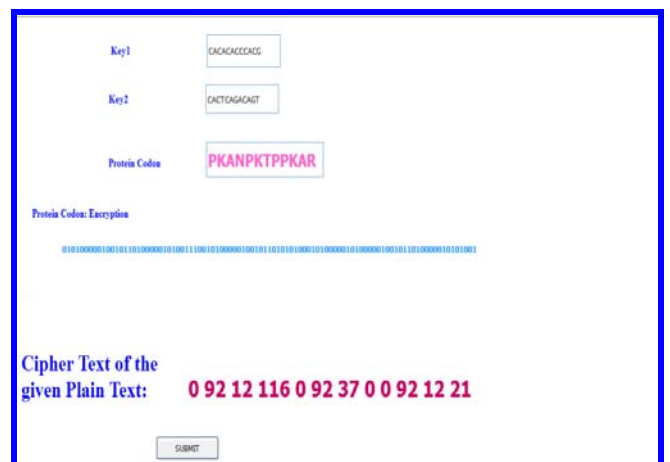 Key1 CACACACCCACG
Key2 CACTCAGACAGT
Protein Codon PKANPKTPPKAR
Protein Codon: Encryption
Cipher Text of the
given Plain Text: 0 92 12 116 0 92 37 0 0 92 12 21
SUBMIT